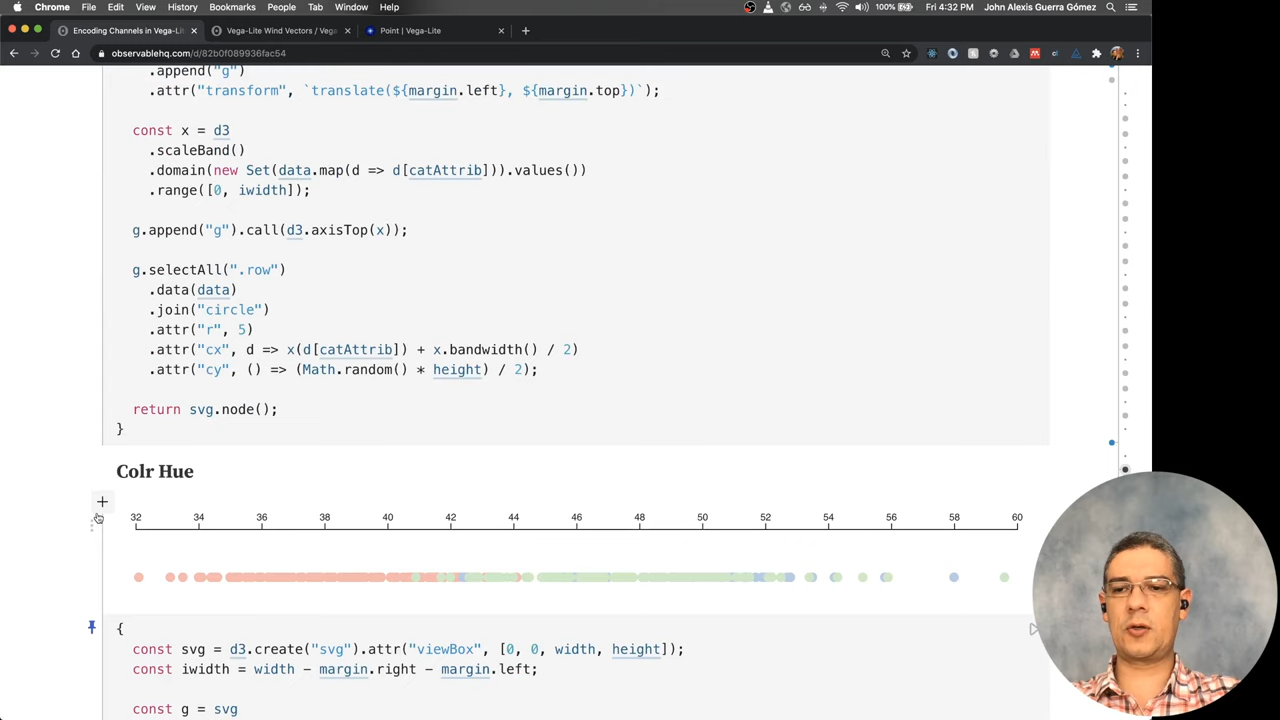 Chrome File Edit View History Bookmarks People Tab Window Help 100% Fri 4:32 PM John Alexis Guerra Gómez
Encoding Channels in Vega-Lit × Vega-Lite Wind Vectors / Vega × Point | Vega-Lite × +
observablehq.com/d/82b0f089936fac54
.append("g")
.attr("transform", `translate(${margin.left}, ${margin.top})`);
const x = d3
.scaleBand()
.domain(new Set(data.map(d => d[catAttrib])).values())
.range([0, iwidth]);
g.append("g").call(d3.axisTop(x));
g.selectAll(".row")
.data(data)
.join("circle")
.attr("r", 5)
.attr("cx", d => x(d[catAttrib]) + x.bandwidth() / 2)
.attr("cy", () => (Math.random() * height) / 2);
return svg.node();
}
Colr Hue
32 34 36 38 40 42 44 46 48 50 52 54 56 58 60
{
const svg = d3.create("svg").attr("viewBox", [0, 0, width, height]);
const iwidth = width - margin.right - margin.left;
const g = svg